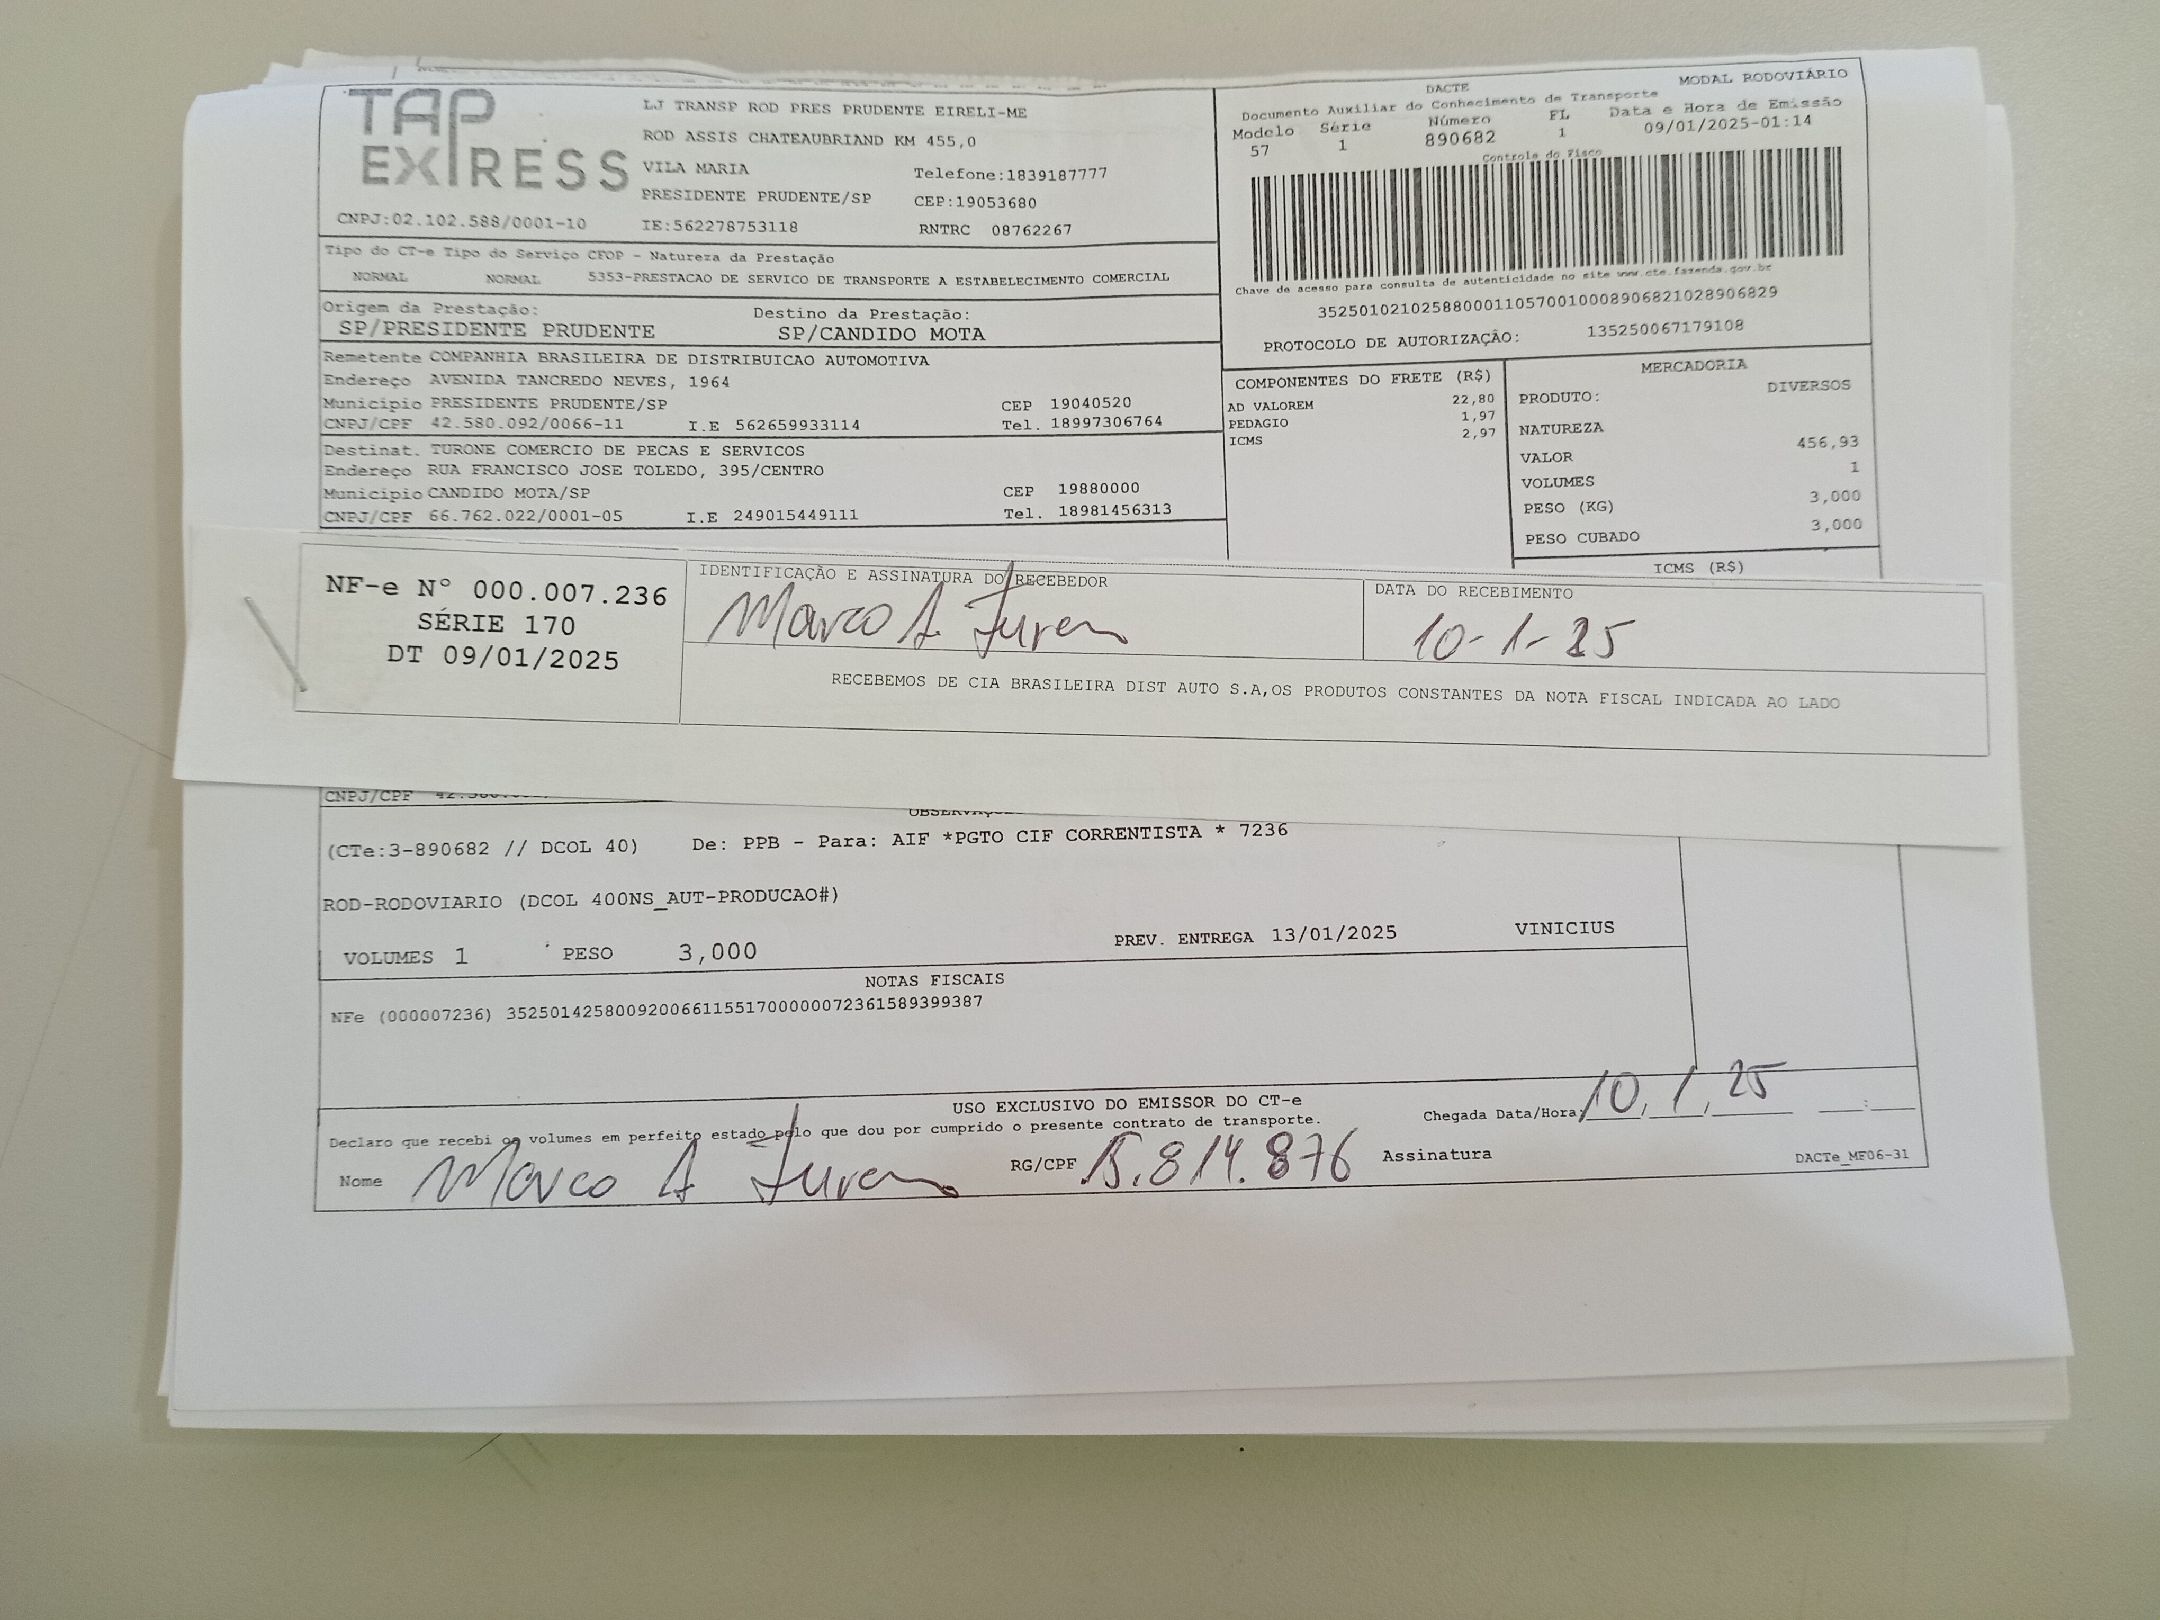 TAP
EXPRESS
LJ TRANSP ROD PRES PRUDENTE EIRELI-ME
ROD ASSIS CHATEAUBRIAND KM 455,0
VILA MARIA Telefone:1839187777
PRESIDENTE PRUDENTE/SP CEP:19053680
CNPJ:02.102.588/0001-10 IE:562278753118 RNTRC 08762267
DACTE MODAL RODOVIÁRIO
Documento Auxiliar do Conhecimento de Transporte
Modelo Série Número FL Data e Hora de Emissão
57 1 890682 1 09/01/2025-01:14
Controle do Fisco
Chave de acesso para consulta de autenticidade no site www.cte.fazenda.gov.br
35250102102588000110570010008906821028906829
PROTOCOLO DE AUTORIZAÇÃO: 135250067179108
Tipo do CT-e Tipo do Serviço CFOP - Natureza da Prestação
NORMAL NORMAL 5353-PRESTACAO DE SERVICO DE TRANSPORTE A ESTABELECIMENTO COMERCIAL
Origem da Prestação: Destino da Prestação:
SP/PRESIDENTE PRUDENTE SP/CANDIDO MOTA
Remetente COMPANHIA BRASILEIRA DE DISTRIBUICAO AUTOMOTIVA
Endereço AVENIDA TANCREDO NEVES, 1964
Município PRESIDENTE PRUDENTE/SP CEP 19040520
CNPJ/CPF 42.580.092/0066-11 I.E 562659933114 Tel. 18997306764
Destinat. TURONE COMERCIO DE PECAS E SERVICOS
Endereço RUA FRANCISCO JOSE TOLEDO, 395/CENTRO
Município CANDIDO MOTA/SP CEP 19880000
CNPJ/CPF 66.762.022/0001-05 I.E 249015449111 Tel. 18981456313
COMPONENTES DO FRETE (R$)
AD VALOREM 22,80
PEDAGIO 1,97
ICMS 2,97
MERCADORIA
PRODUTO: DIVERSOS
NATUREZA
VALOR 456,93
VOLUMES 1
PESO (KG) 3,000
PESO CUBADO 3,000
ICMS (R$)
NF-e N° 000.007.236
SÉRIE 170
DT 09/01/2025
IDENTIFICAÇÃO E ASSINATURA DO RECEBEDOR
Marco A.
DATA DO RECEBIMENTO
10-1-25
RECEBEMOS DE CIA BRASILEIRA DIST AUTO S.A,OS PRODUTOS CONSTANTES DA NOTA FISCAL INDICADA AO LADO
CNPJ/CPF
(CTe:3-890682 // DCOL 40) De: PPB - Para: AIF *PGTO CIF CORRENTISTA * 7236
ROD-RODOVIARIO (DCOL 400NS_AUT-PRODUCAO#)
VOLUMES 1 PESO 3,000 PREV. ENTREGA 13/01/2025 VINICIUS
NOTAS FISCAIS
NFe (000007236) 35250142580092006611551700000072361589399387
USO EXCLUSIVO DO EMISSOR DO CT-e
Declaro que recebi os volumes em perfeito estado pelo que dou por cumprido o presente contrato de transporte.
Chegada Data/Hora: 10, 1, 25
Nome Marco A RG/CPF 15.814.876 Assinatura
DACTe_MF06-31